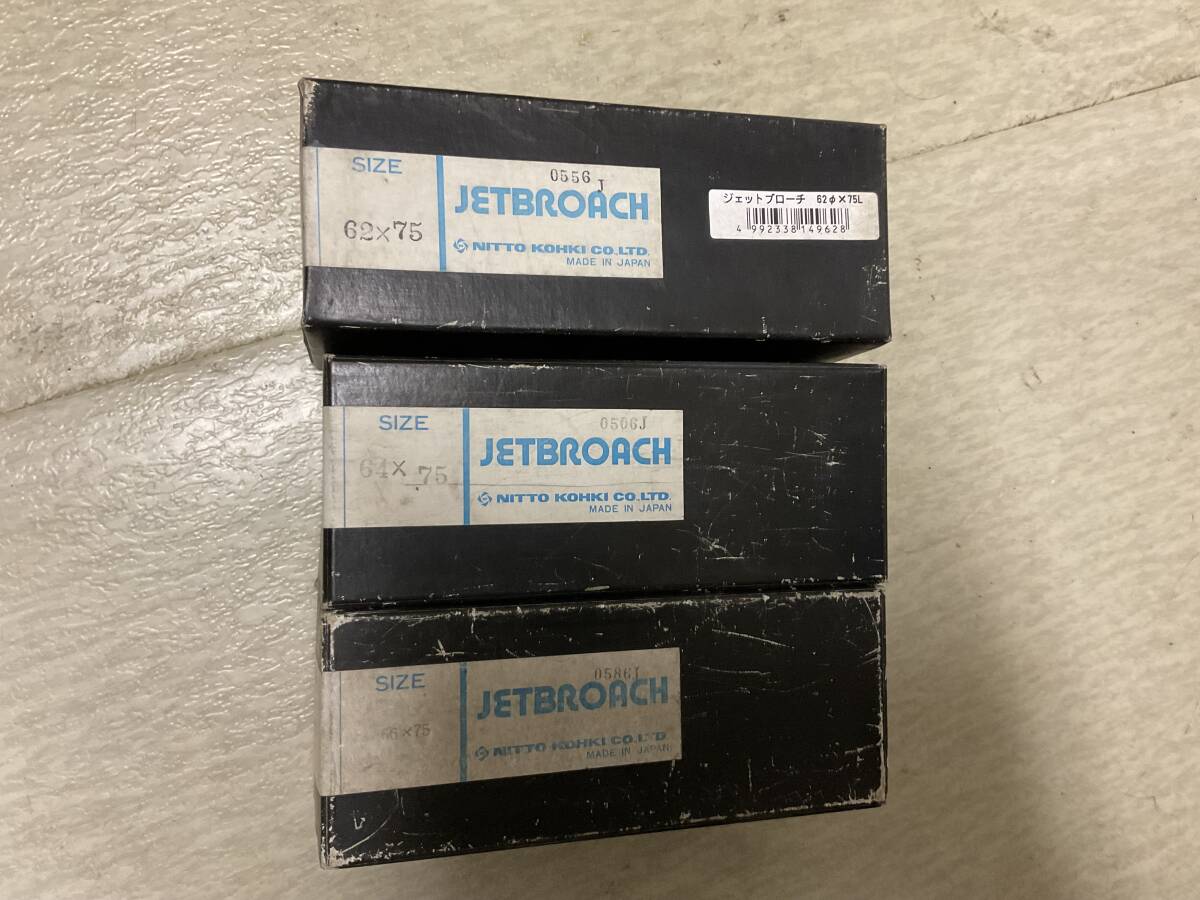 SIZE
62×75
0556 J
JETBROACH
NITTO KOHKI CO.,LTD.
MADE IN JAPAN
ジェットブローチ 62φ×75L
4 992338 149628
SIZE
64× 75
0506J
JETBROACH
NITTO KOHKI CO.,LTD.
MADE IN JAPAN
SIZE
66×75
0586J
JETBROACH
NITTO KOHKI CO.,LTD.
MADE IN JAPAN